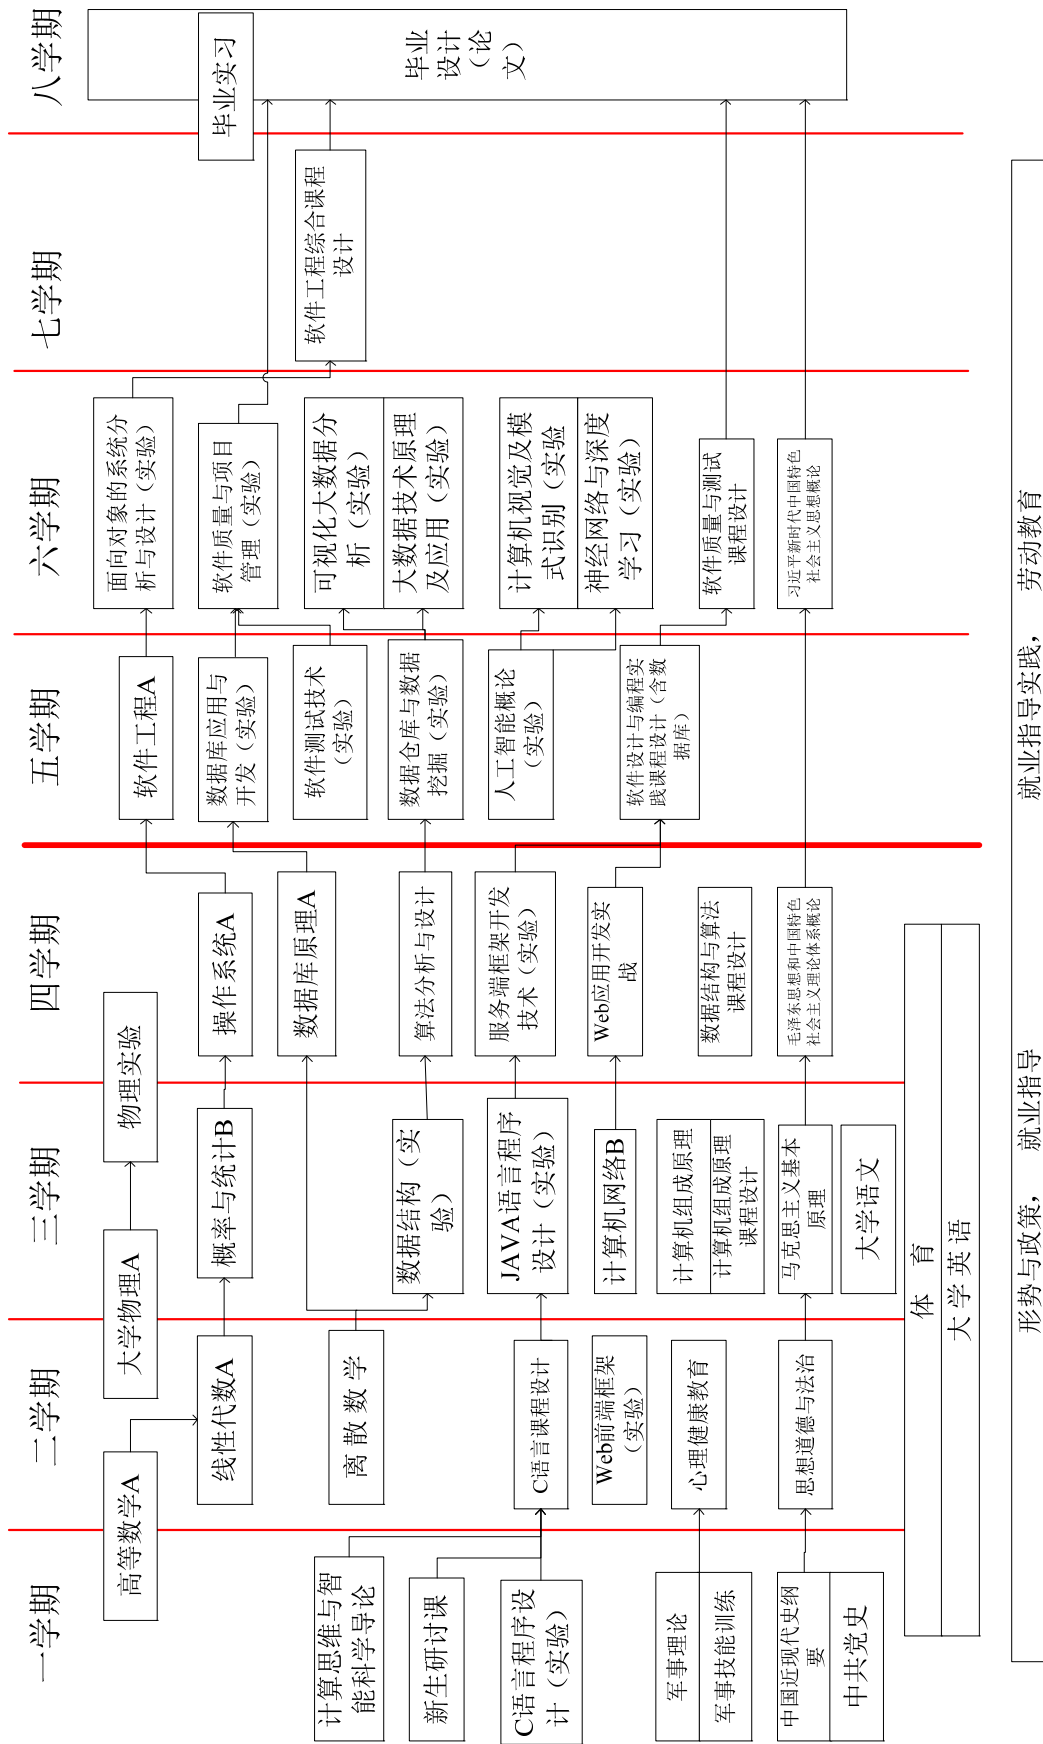 一学期
二学期
三学期
四学期
五学期
六学期
七学期
八学期
高等数学A
大学物理A
物理实验
线性代数A
概率与统计B
操作系统A
软件工程A
面向对象的系统分
析与设计（实验）
毕业实习
毕业
设计
（论
文）
离散数学
数据库原理A
数据库应用与
开发（实验）
软件质量与项目
管理（实验）
软件测试技术
（实验）
软件工程综合课程
设计
计算思维与智
能科学导论
新生研讨课
C语言程序设
计（实验）
C语言课程设计
数据结构（实
验）
算法分析与设计
数据仓库与数据
挖掘（实验）
可视化大数据分
析（实验）
大数据技术原理
及应用（实验）
JAVA语言程序
设计（实验）
服务端框架开发
技术（实验）
人工智能概论
（实验）
计算机视觉及模
式识别（实验
神经网络与深度
学习（实验）
Web前端框架
（实验）
计算机网络B
Web应用开发实
战
软件设计与编程实
践课程设计（含数
据库）
军事理论
军事技能训练
心理健康教育
计算机组成原理
计算机组成原理
课程设计
数据结构与算法
课程设计
软件质量与测试
课程设计
中国近现代史纲
要
中共党史
思想道德与法治
马克思主义基本
原理
毛泽东思想和中国特色
社会主义理论体系概论
习近平新时代中国特色
社会主义思想概论
大学语文
体 育
大学英语
形势与政策， 就业指导 就业指导实践， 劳动教育